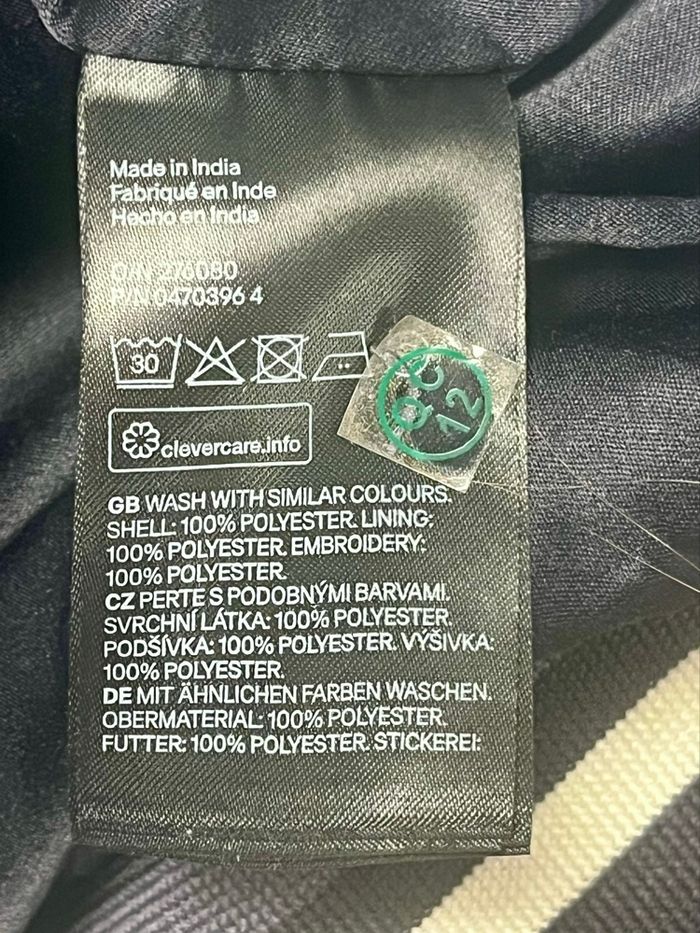 Made in India
Fabriqué en Inde
Hecho en India
O/N 276080
P/N 0470396 4
30
clevercare.info
QC
12
GB WASH WITH SIMILAR COLOURS.
SHELL: 100% POLYESTER. LINING:
100% POLYESTER. EMBROIDERY:
100% POLYESTER.
CZ PERTE S PODOBNÝMI BARVAMI.
SVRCHNÍ LÁTKA: 100% POLYESTER.
PODŠÍVKA: 100% POLYESTER. VÝŠIVKA:
100% POLYESTER.
DE MIT ÄHNLICHEN FARBEN WASCHEN.
OBERMATERIAL: 100% POLYESTER.
FUTTER: 100% POLYESTER. STICKEREI: